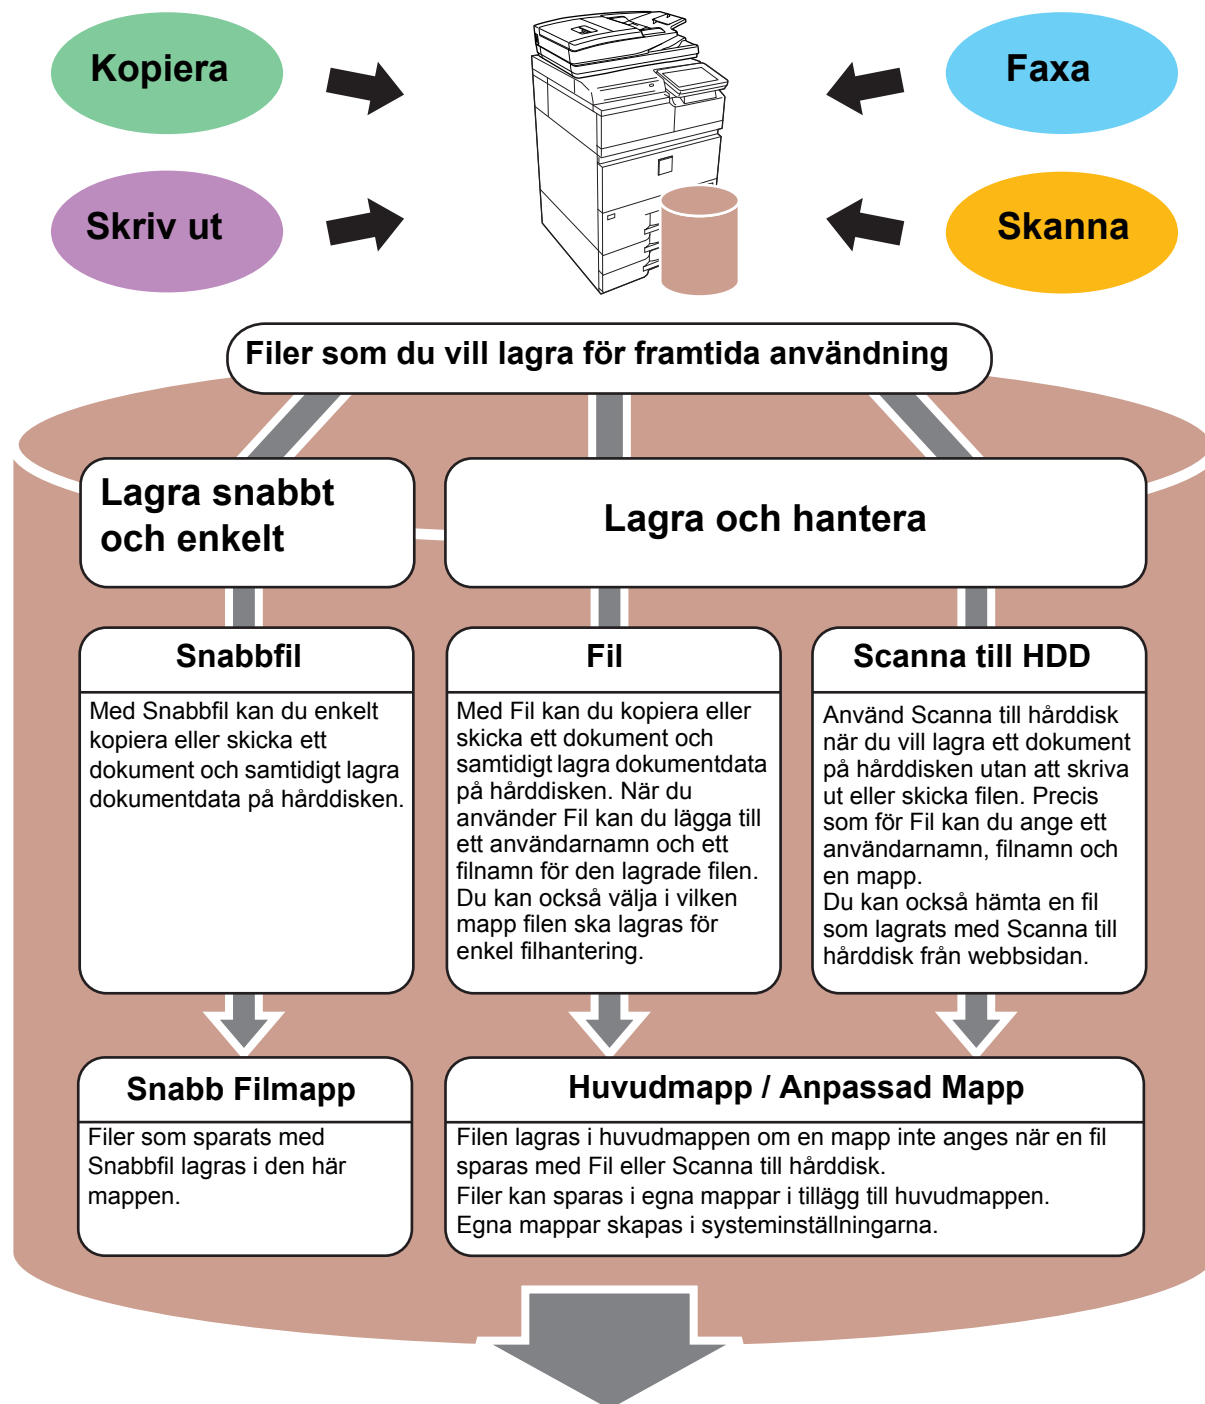 Kopiera
Faxa
Skriv ut
Skanna
Filer som du vill lagra för framtida användning
Lagra snabbt
och enkelt
Lagra och hantera
Snabbfil
Med Snabbfil kan du enkelt
kopiera eller skicka ett
dokument och samtidigt lagra
dokumentdata på hårddisken.
Fil
Med Fil kan du kopiera eller
skicka ett dokument och
samtidigt lagra dokumentdata
på hårddisken. När du
använder Fil kan du lägga till
ett användarnamn och ett
filnamn för den lagrade filen.
Du kan också välja i vilken
mapp filen ska lagras för
enkel filhantering.
Scanna till HDD
Använd Scanna till hårddisk
när du vill lagra ett dokument
på hårddisken utan att skriva
ut eller skicka filen. Precis
som för Fil kan du ange ett
användarnamn, filnamn och
en mapp.
Du kan också hämta en fil
som lagrats med Scanna till
hårddisk från webbsidan.
Snabb Filmapp
Filer som sparats med
Snabbfil lagras i den här
mappen.
Huvudmapp / Anpassad Mapp
Filen lagras i huvudmappen om en mapp inte anges när en fil
sparas med Fil eller Scanna till hårddisk.
Filer kan sparas i egna mappar i tillägg till huvudmappen.
Egna mappar skapas i systeminställningarna.